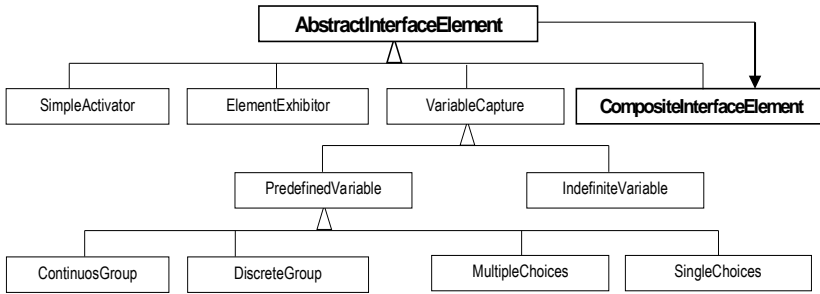 AbstractInterfaceElement
SimpleActivator
ElementExhibitor
VariableCapture
CompositeInterfaceElement
PredefinedVariable
IndefiniteVariable
ContinuosGroup
DiscreteGroup
MultipleChoices
SingleChoices